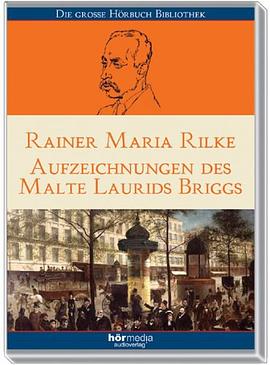 DIE GROSSE HÖRBUCH BIBLIOTHEK
RAINER MARIA RILKE
AUFZEICHNUNGEN DES
MALTE LAURIDS BRIGGS
hörmedia
audioverlag